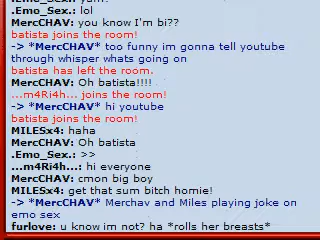 .Emo_Sex.: lol
MercCHAV: you know I'm bi??
batista joins the room!
-> *MercCHAV* too funny im gonna tell youtube
through whisper whats going on
batista has left the room.
MercCHAV: Oh batista!!!!
...m4Ri4h... joins the room!
-> *MercCHAV* hi youtube
batista joins the room!
MILESx4: haha
MercCHAV: Oh batista
.Emo_Sex.: >>
...m4Ri4h...: hi everyone
MercCHAV: cmon big boy
MILESx4: get that sum bitch homie!
-> *MercCHAV* Merchav and Miles playing joke on
emo sex
furlove: u know im not? ha *rolls her breasts*